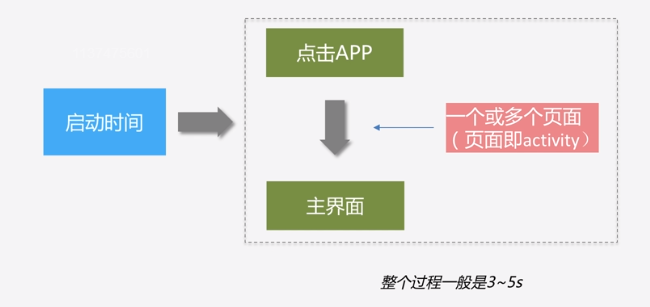 点击APP
启动时间
一个或多个页面
（页面即activity）
主界面
整个过程一般是3~5s